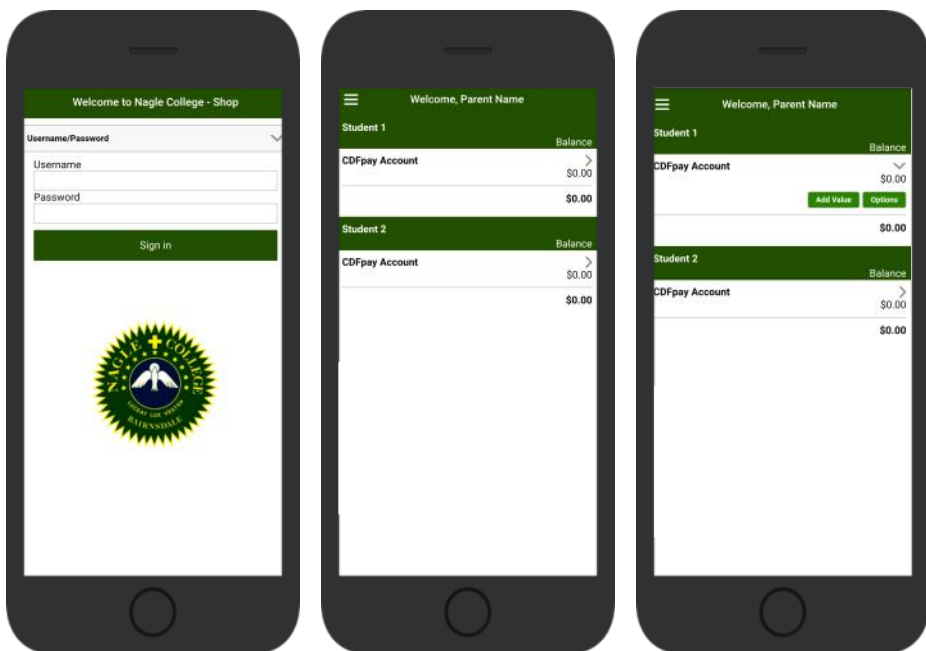 Welcome to Nagle College - Shop
Username/Password
Username
Password
Sign in
NAGLE COLLEGE
LUCEAT LUX VESTRA
BAIRNSDALE
Welcome, Parent Name
Student 1
Balance
CDFpay Account
$0.00
$0.00
Student 2
Balance
CDFpay Account
$0.00
$0.00
Welcome, Parent Name
Student 1
Balance
CDFpay Account
$0.00
Add Value Options
$0.00
Student 2
Balance
CDFpay Account
$0.00
$0.00